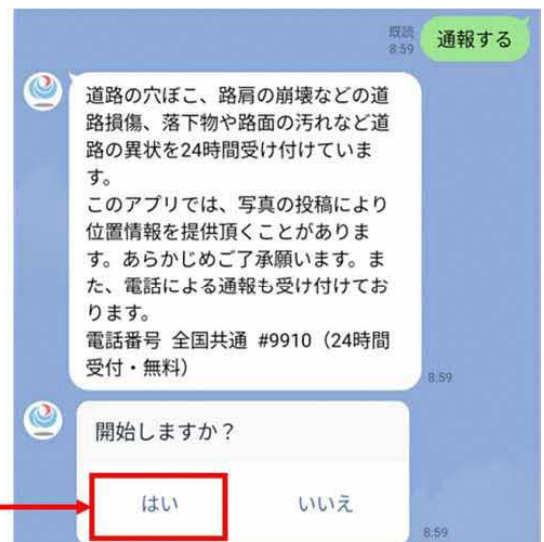 既読
8:59
通報する
道路の穴ぼこ、路肩の崩壊などの道
路損傷、落下物や路面の汚れなど道
路の異状を24時間受け付けていま
す。
このアプリでは、写真の投稿により
位置情報を提供頂くことがありま
す。あらかじめご了承願います。ま
た、電話による通報も受け付けてお
ります。
電話番号 全国共通 #9910（24時間
受付・無料）
8:59
開始しますか？
はい いいえ
8:59